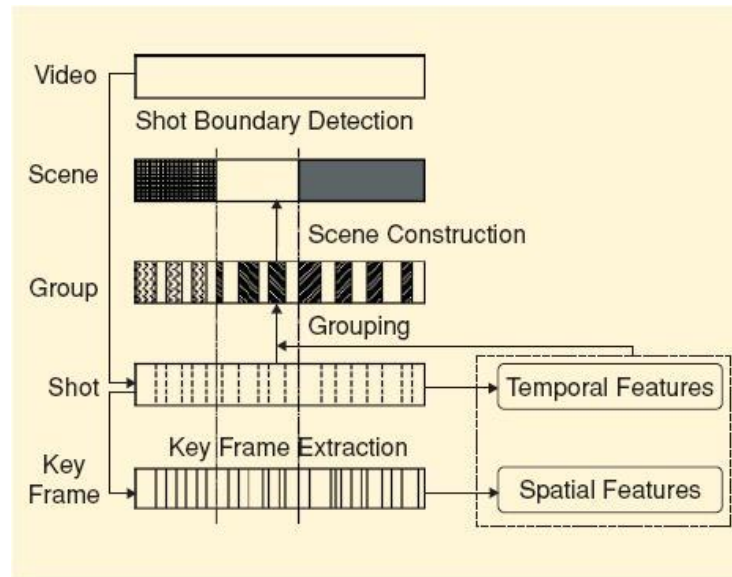 Video
Shot Boundary Detection
Scene
Scene Construction
Group
Grouping
Shot
Temporal Features
Key Frame Extraction
Key
Frame
Spatial Features